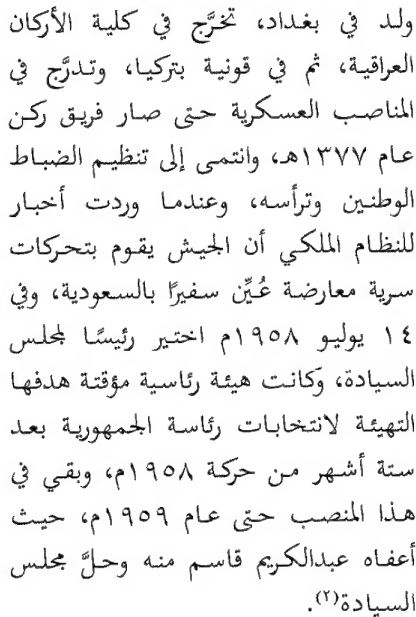 ولد في بغداد، تخرَّج في كلية الأركان
العراقية، ثم في قونية بتركيا، وتدرَّج في
المناصب العسكرية حتى صار فريق ركن
عام ١٣٧٧هـ، وانتمى إلى تنظيم الضباط
الوطنين وترأسه، وعندما وردت أخبار
للنظام الملكي أن الجيش يقوم بتحركات
سرية معارضة عُيِّن سفيرًا بالسعودية، وفي
١٤ يوليو ١٩٥٨م اختير رئيسًا لمجلس
السيادة، وكانت هيئة رئاسية مؤقتة هدفها
التهيئة لانتخابات رئاسة الجمهورية بعد
ستة أشهر من حركة ١٩٥٨م، وبقي في
هذا المنصب حتى عام ١٩٥٩م، حيث
أعفاه عبدالكريم قاسم منه وحلَّ مجلس
السيادة(٢).